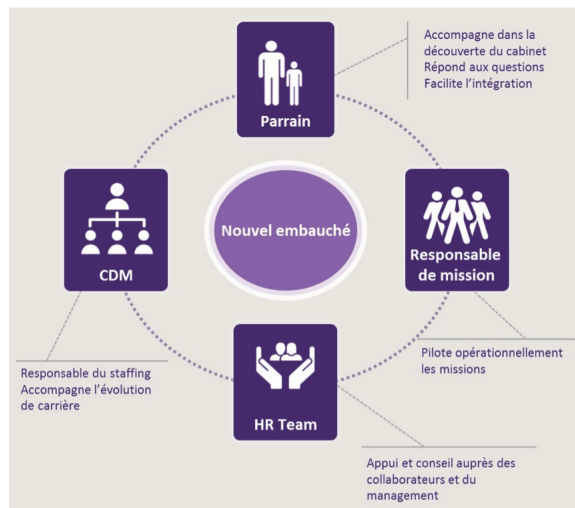 Accompagne dans la
découverte du cabinet
Répond aux questions
Facilite l'intégration
Parrain
Nouvel embauché
CDM
Responsable
de mission
Responsable du staffing
Accompagne l'évolution
de carrière
Pilote opérationnellement
les missions
HR Team
Appui et conseil auprès des
collaborateurs et du
management